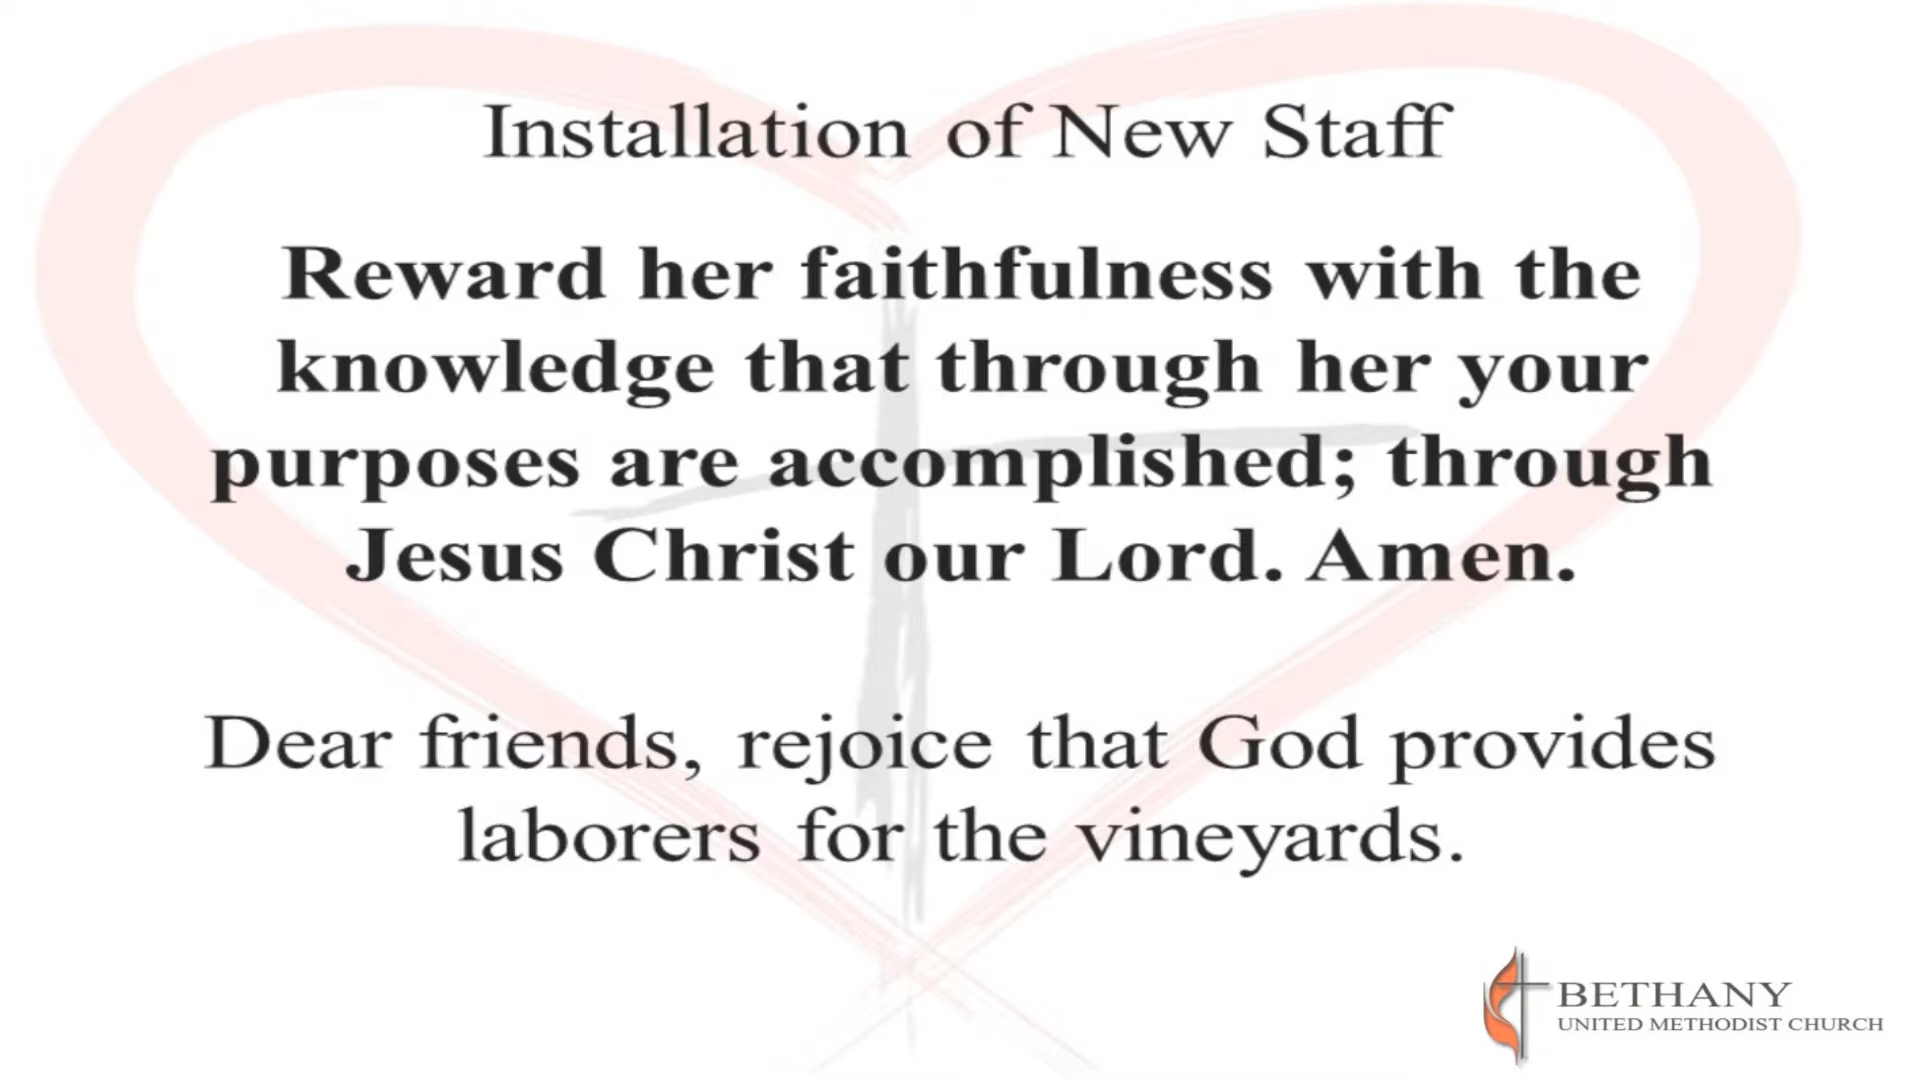 Installation of New Staff
Reward her faithfulness with the
knowledge that through her your
purposes are accomplished; through
Jesus Christ our Lord. Amen.
Dear friends, rejoice that God provides
laborers for the vineyards.
BETHANY
UNITED METHODIST CHURCH